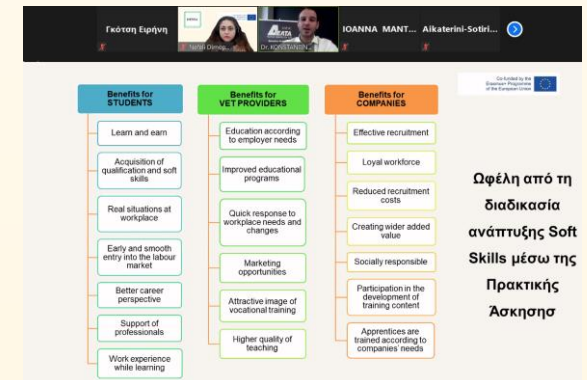 Γκότση Ειρήνη
IOANNA MANT...
Aikaterini-Sotiri...
Dr. KONSTANTIN...
Co-funded by the
Erasmus+ Programme
of the European Union
Benefits for
STUDENTS
Learn and earn
Acquisition of
qualification and soft
skills
Real situations at
workplace
Early and smooth
entry into the labour
market
Better career
perspective
Support of
professionals
Work experience
while learning
Benefits for
VET PROVIDERS
Education according
to employer needs
Improved educational
programs
Quick response to
workplace needs and
changes
Marketing
opportunities
Attractive image of
vocational training
Higher quality of
teaching
Benefits for
COMPANIES
Effective recruitment
Loyal workforce
Reduced recruitment
costs
Creating wider added
value
Socially responsible
Participation in the
development of
training content
Apprentices are
trained according to
companies' needs
Ωφέλη από τη
διαδικασία
ανάπτυξης Soft
Skills μέσω της
Πρακτικής
Άσκησησ